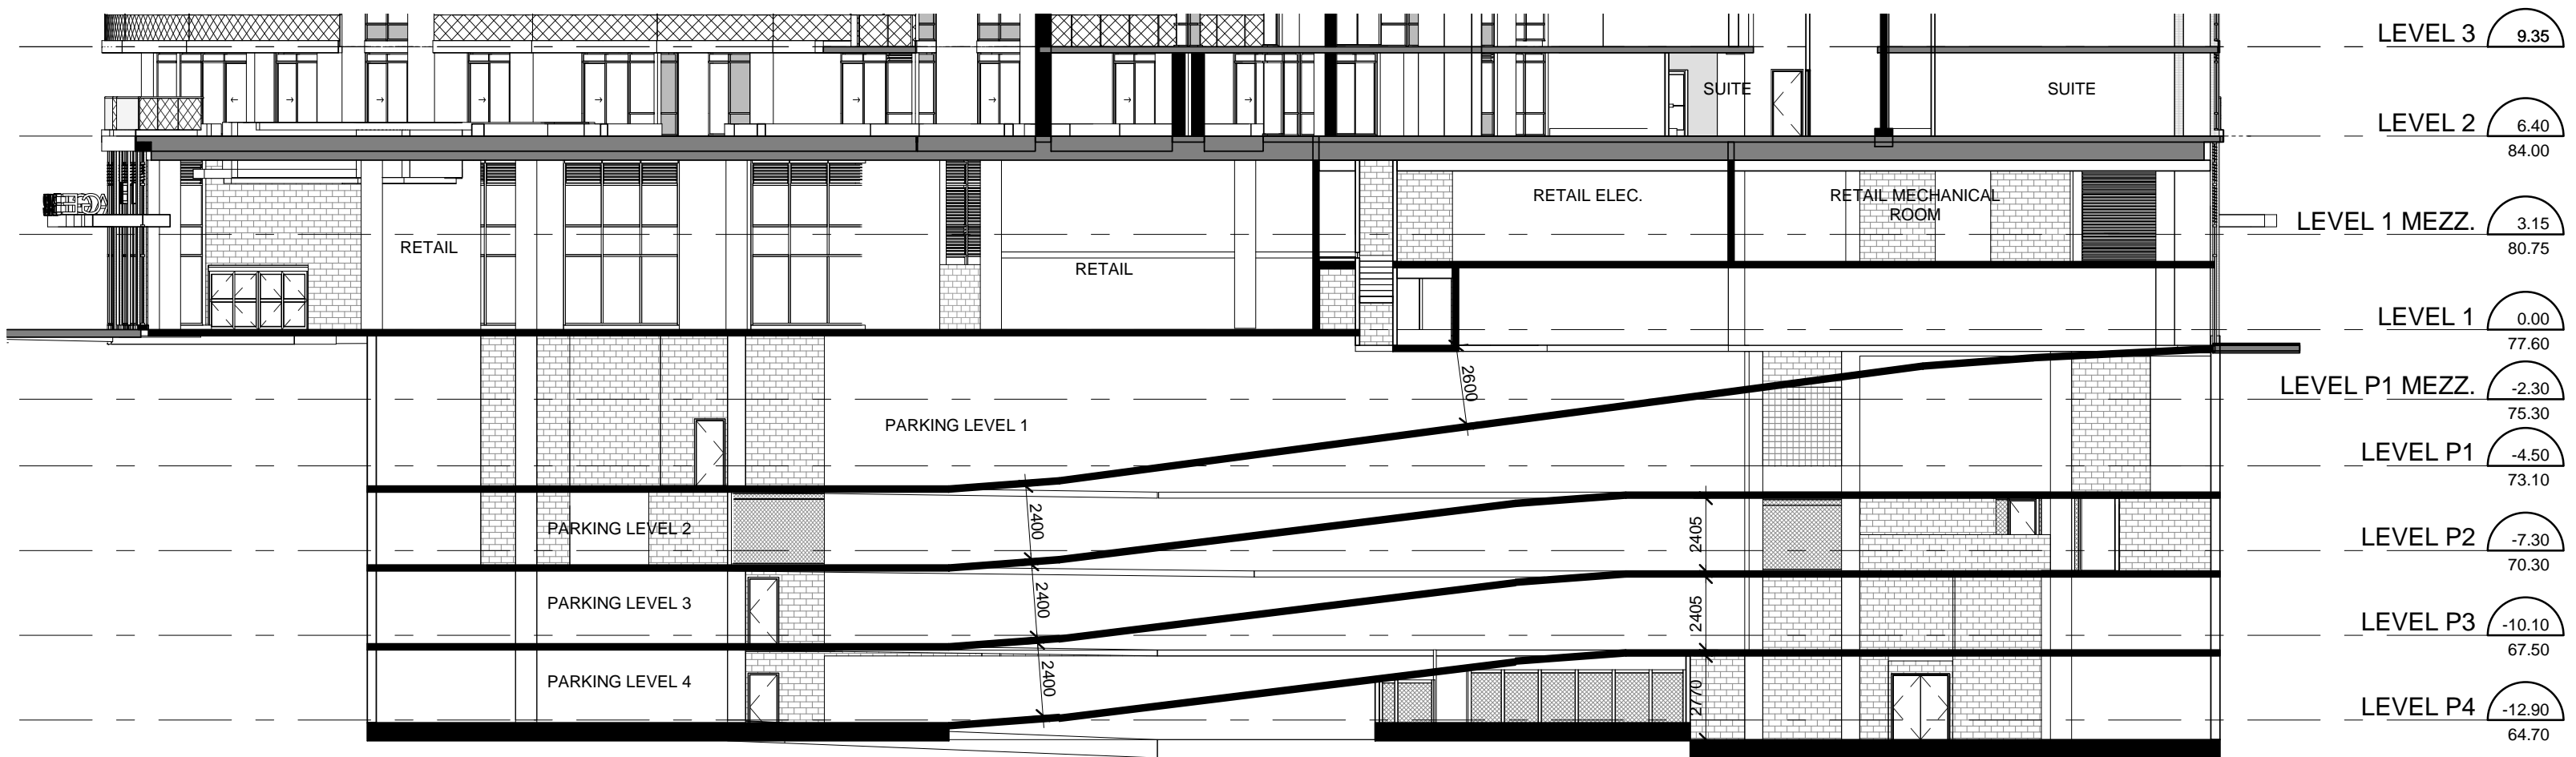 LEVEL 3 9.35
SUITE
SUITE
LEVEL 2 6.40
84.00
RETAIL ELEC.
RETAIL MECHANICAL
ROOM
LEVEL 1 MEZZ. 3.15
80.75
RETAIL
RETAIL
LEVEL 1 0.00
77.60
2600
LEVEL P1 MEZZ. -2.30
75.30
PARKING LEVEL 1
LEVEL P1 -4.50
73.10
2400
2405
PARKING LEVEL 2
LEVEL P2 -7.30
70.30
2400
2405
PARKING LEVEL 3
LEVEL P3 -10.10
67.50
2400
2770
PARKING LEVEL 4
LEVEL P4 -12.90
64.70